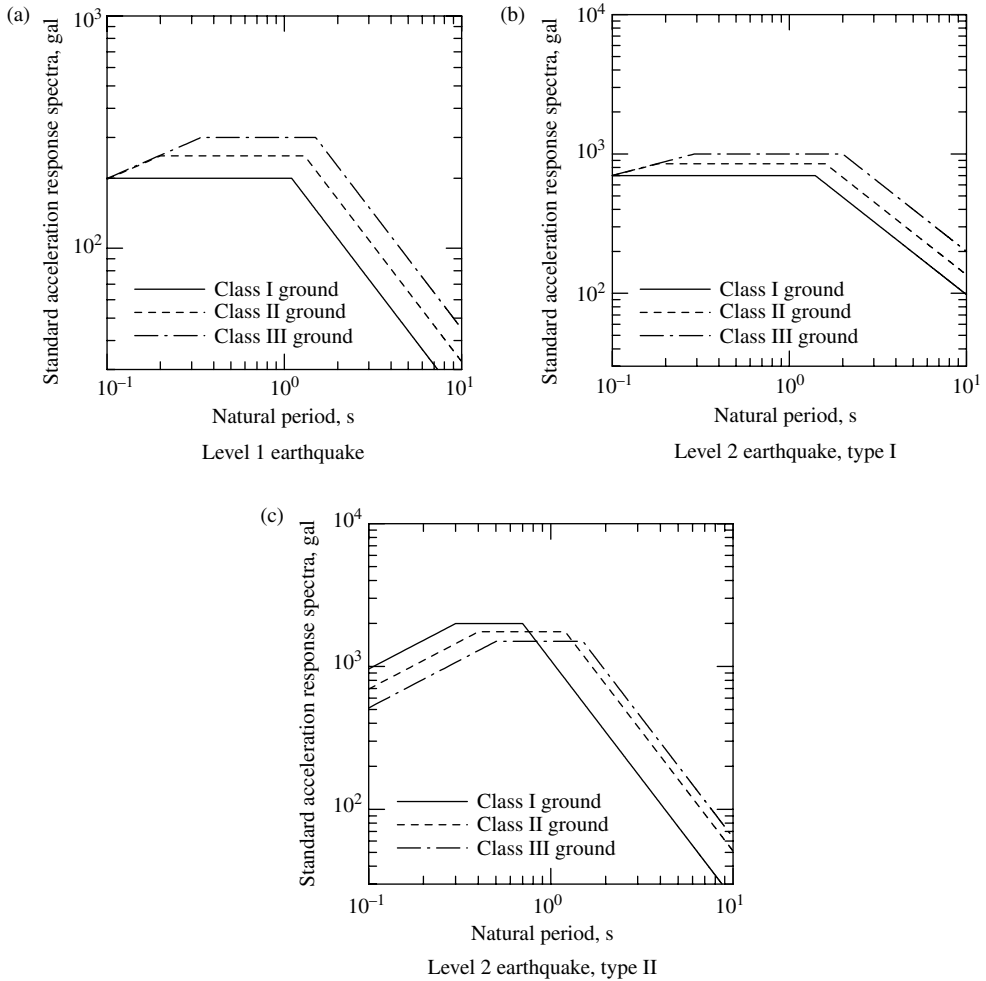 (a)
Standard acceleration response spectra, gal
10³
10²
Class I ground
Class II ground
Class III ground
10⁻¹ 10⁰ 10¹
Natural period, s
Level 1 earthquake
(b)
Standard acceleration response spectra, gal
10⁴
10³
10²
Class I ground
Class II ground
Class III ground
10⁻¹ 10⁰ 10¹
Natural period, s
Level 2 earthquake, type I
(c)
Standard acceleration response spectra, gal
10⁴
10³
10²
Class I ground
Class II ground
Class III ground
10⁻¹ 10⁰ 10¹
Natural period, s
Level 2 earthquake, type II